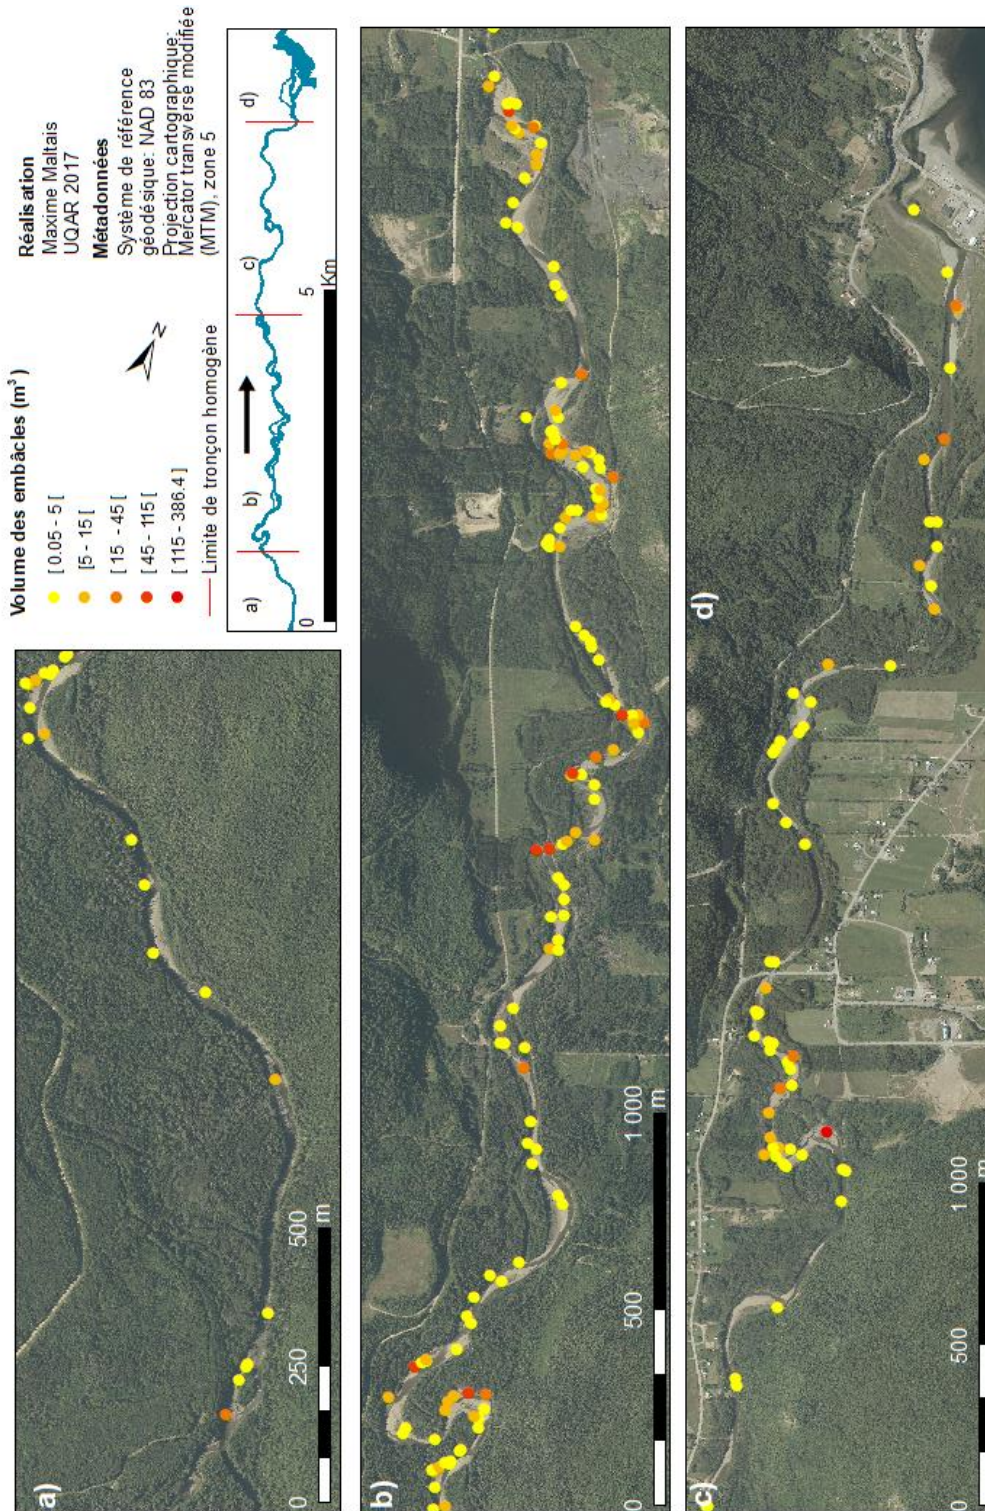 Volume des embâcles (m³)
[ 0.05 - 5 [
[5 - 15 [
[ 15 - 45 [
[ 45 - 115 [
[ 115 - 386.4 ]
Limite de tronçon homogène
Réalisation
Maxime Maltais
UQAR 2017
Métadonnées
Système de référence
géodésique: NAD 83
Projection cartographique:
Mercator transverse modifiée
(MTM), zone 5
N
a)
b)
c)
d)
0 5
Km
a)
0 250 500
m
b)
0 500 1 000
m
c)
d)
0 500 1 000
m